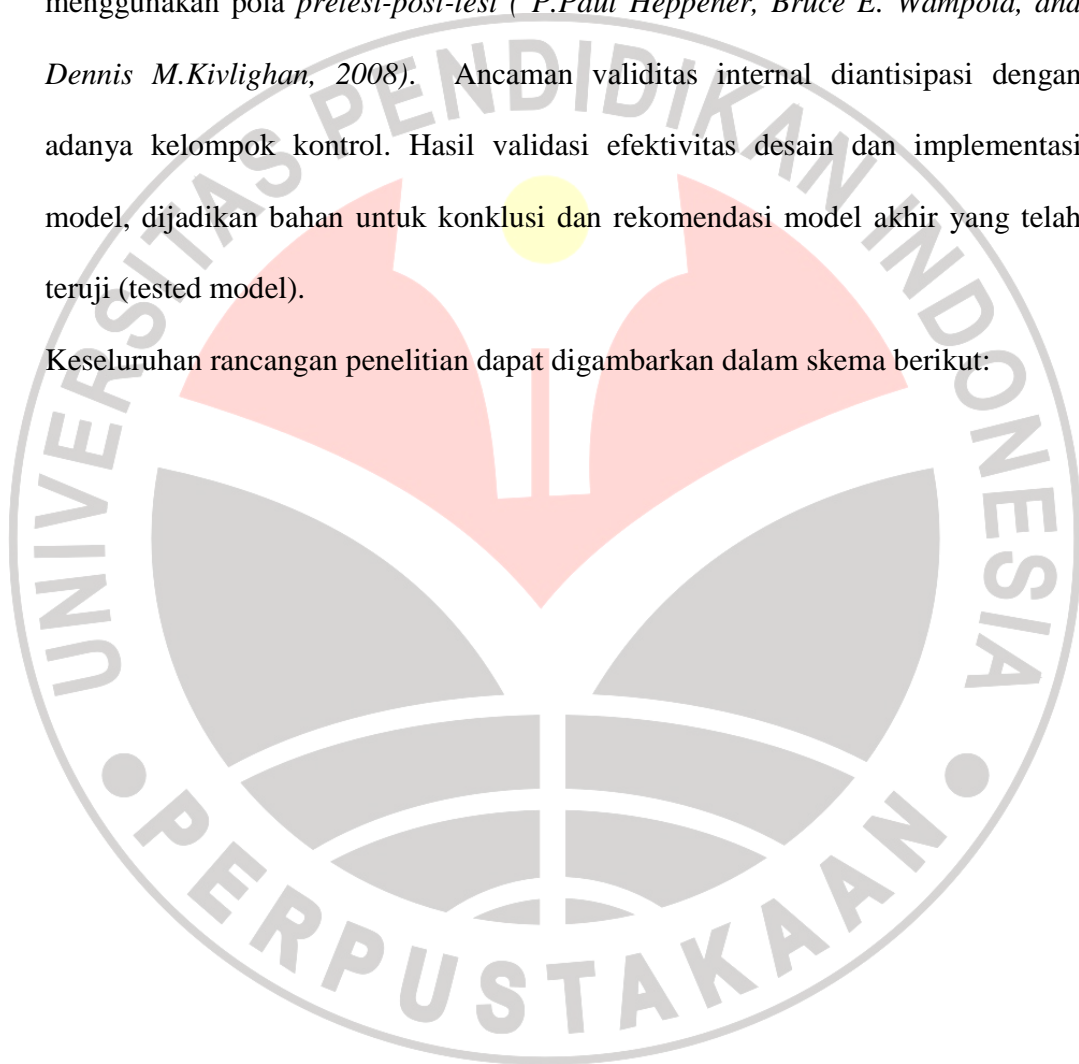 menggunakan pola pretest-post-test ( P.Paul Heppener, Bruce E. Wampold, and
Dennis M.Kivlighan, 2008). Ancaman validitas internal diantisipasi dengan
adanya kelompok kontrol. Hasil validasi efektivitas desain dan implementasi
model, dijadikan bahan untuk konklusi dan rekomendasi model akhir yang telah
teruji (tested model).
Keseluruhan rancangan penelitian dapat digambarkan dalam skema berikut:
UNIVERSITAS PENDIDIKAN INDONESIA
PERPUSTAKAAN